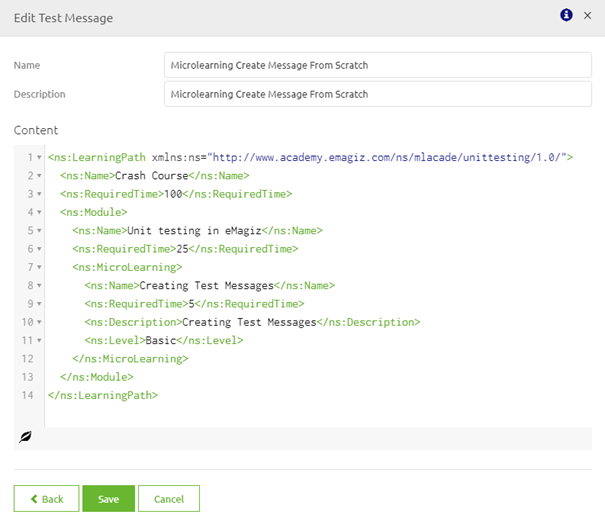 Edit Test Message
Name Microlearning Create Message From Scratch
Description Microlearning Create Message From Scratch
Content
1 <ns:LearningPath xmlns:ns="http://www.academy.emagiz.com/ns/mlacade/unittesting/1.0/">
2 <ns:Name>Crash Course</ns:Name>
3 <ns:RequiredTime>100</ns:RequiredTime>
4 <ns:Module>
5 <ns:Name>Unit testing in eMagiz</ns:Name>
6 <ns:RequiredTime>25</ns:RequiredTime>
7 <ns:MicroLearning>
8 <ns:Name>Creating Test Messages</ns:Name>
9 <ns:RequiredTime>5</ns:RequiredTime>
10 <ns:Description>Creating Test Messages</ns:Description>
11 <ns:Level>Basic</ns:Level>
12 </ns:MicroLearning>
13 </ns:Module>
14 </ns:LearningPath>
Back Save Cancel